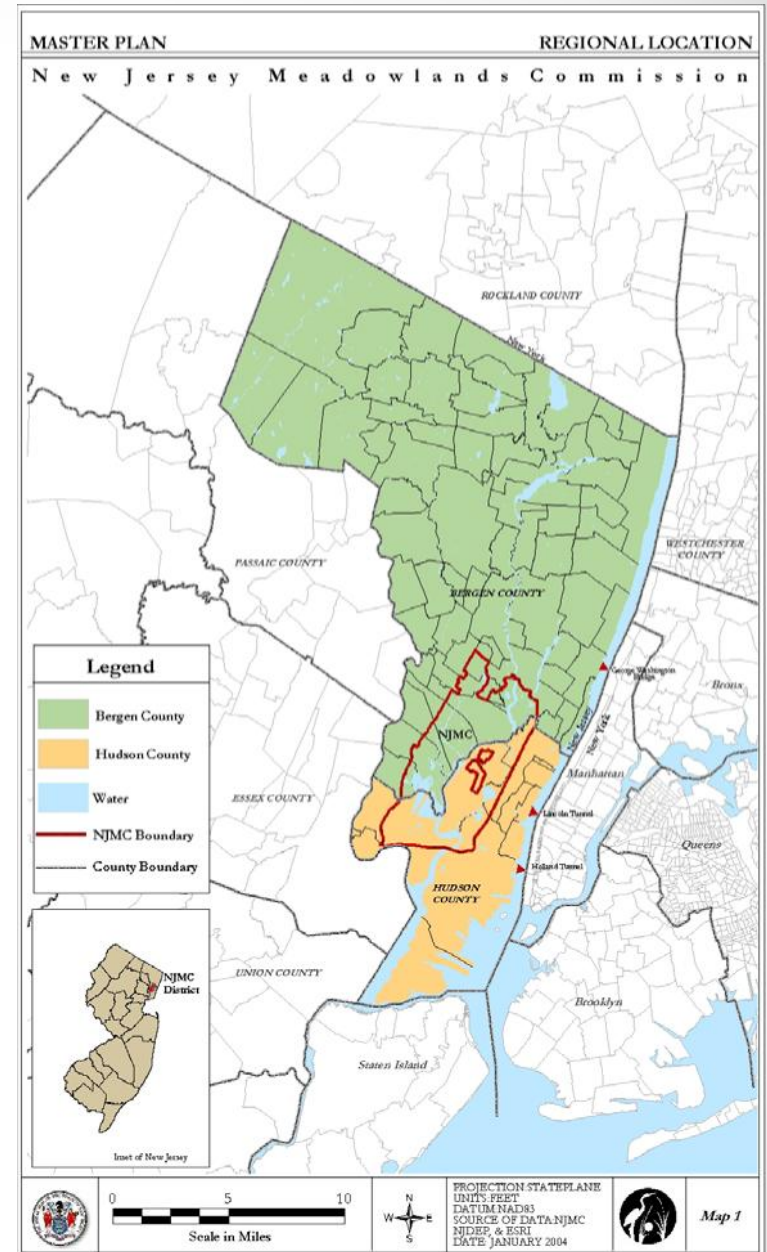 MASTER PLAN
REGIONAL LOCATION
New Jersey Meadowlands Commission
ROCKLAND COUNTY
New York
WESTCHESTER
COUNTY
PASSAIC COUNTY
BERGEN COUNTY
George Washington
Bridge
Bronx
NJMC
New Jersey
New York
Manhattan
ESSEX COUNTY
Lincoln Tunnel
Queens
Holland Tunnel
HUDSON
COUNTY
UNION COUNTY
Brooklyn
Staten Island
Legend
Bergen County
Hudson County
Water
NJMC Boundary
County Boundary
NJMC
District
Inset of New Jersey
0 5 10
Scale in Miles
N
W E
S
PROJECTION:STATEPLANE
UNITS:FEET
DATUM:NAD83
SOURCE OF DATA:NJMC
NJDEP, & ESRI
DATE: JANUARY 2004
Map 1